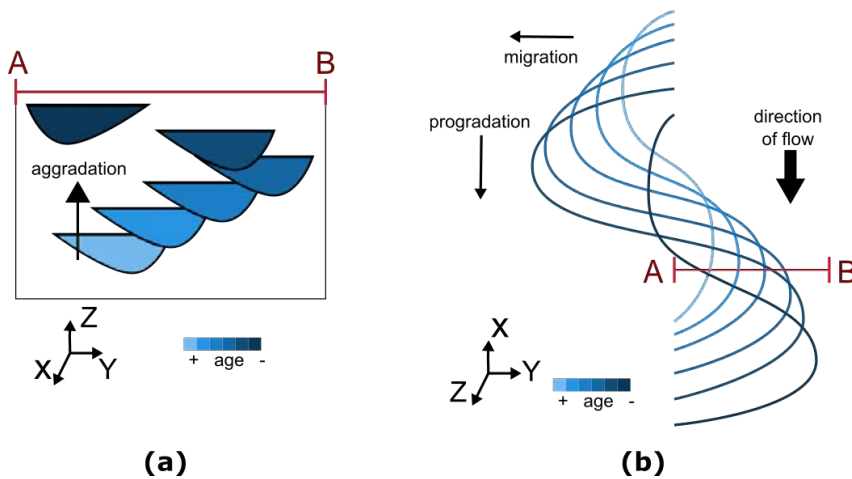 A B
aggradation
Z
X Y
+ age -
(a)
migration
progradation
direction
of flow
A B
X
Z Y
+ age -
(b)